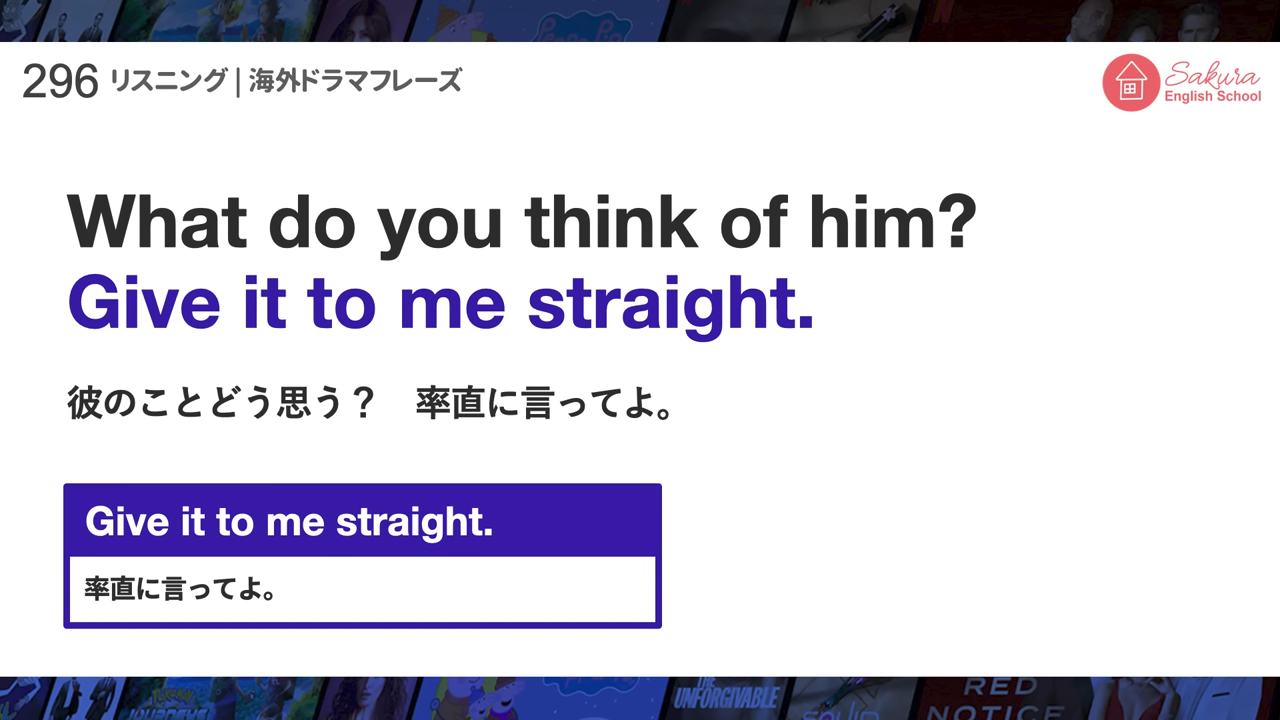 296 リスニング | 海外ドラマフレーズ
Sakura
English School
What do you think of him?
Give it to me straight.
彼のことどう思う？　率直に言ってよ。
Give it to me straight.
率直に言ってよ。
THE
UNFORGIVABLE
RED
NOTICE